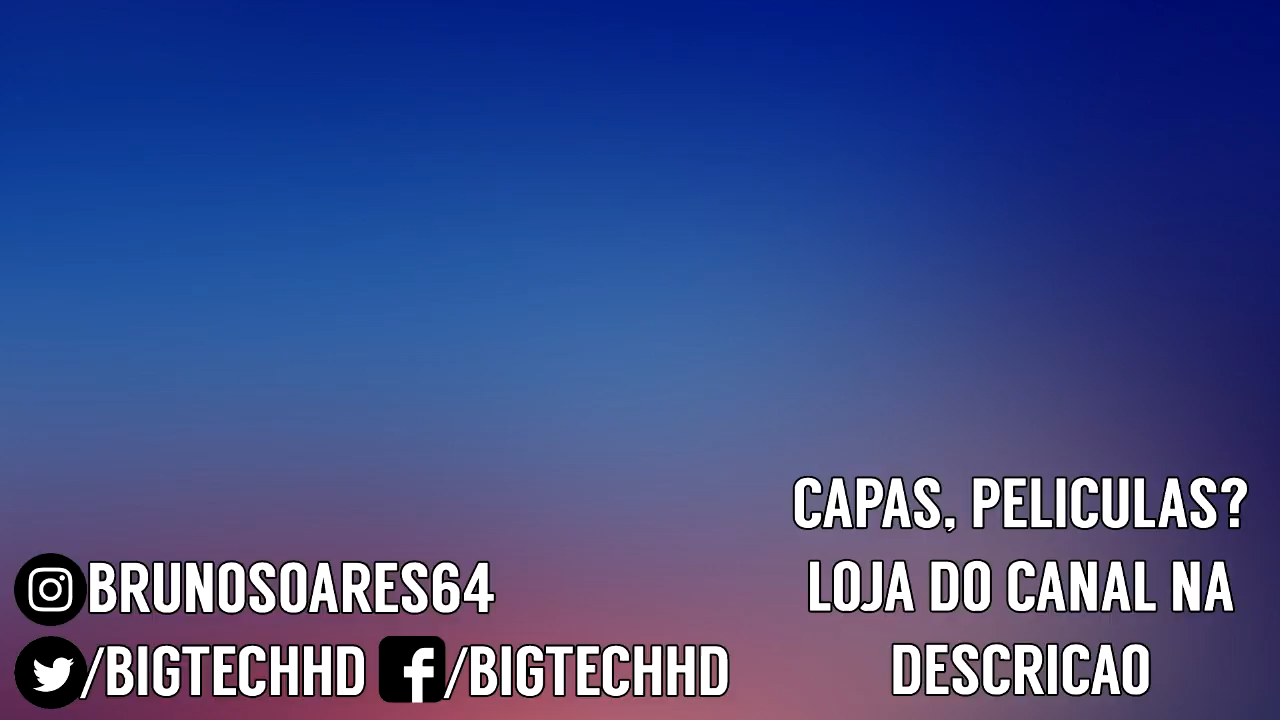 CAPAS, PELICULAS?
LOJA DO CANAL NA
DESCRICAO
BRUNOSOARES64
/BIGTECHHD /BIGTECHHD